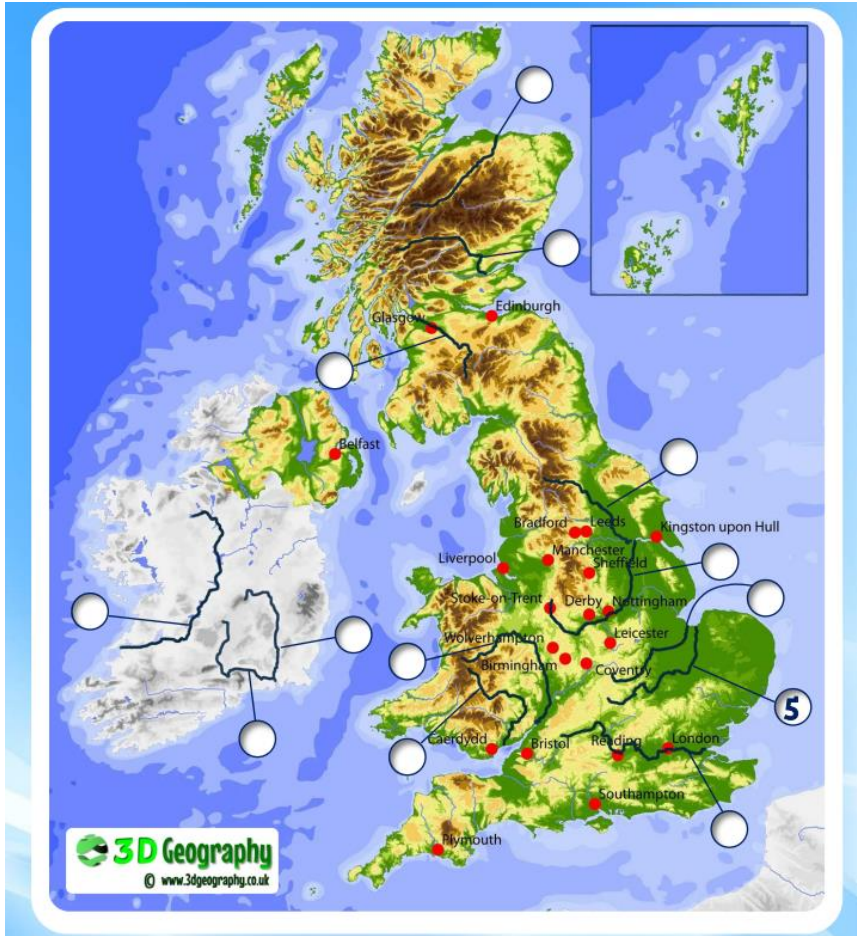 Edinburgh
Glasgow
Belfast
Bradford
Leeds
Kingston upon Hull
Manchester
Liverpool
Sheffield
Stoke-on-Trent
Derby
Nottingham
Wolverhampton
Leicester
Birmingham
Coventry
5
Caerdydd
Bristol
Reading
London
Southampton
Plymouth
3D Geography
© www.3dgeography.co.uk